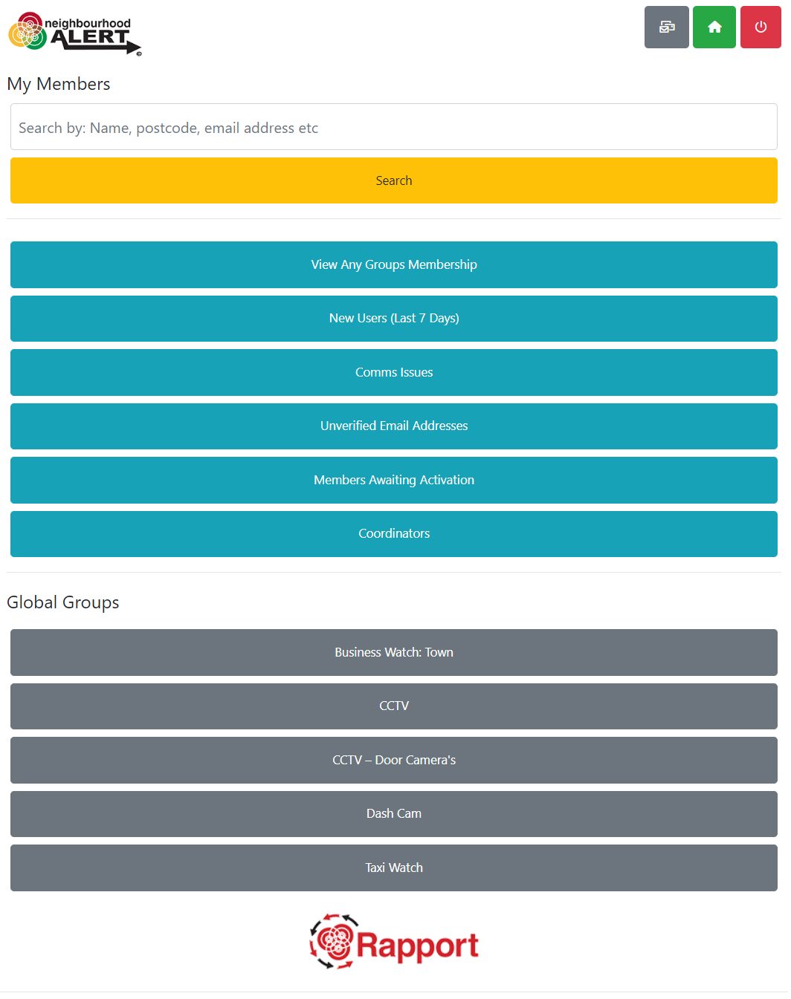 neighbourhood
ALERT
©
My Members
Search by: Name, postcode, email address etc
Search
View Any Groups Membership
New Users (Last 7 Days)
Comms Issues
Unverified Email Addresses
Members Awaiting Activation
Coordinators
Global Groups
Business Watch: Town
CCTV
CCTV – Door Camera's
Dash Cam
Taxi Watch
Rapport